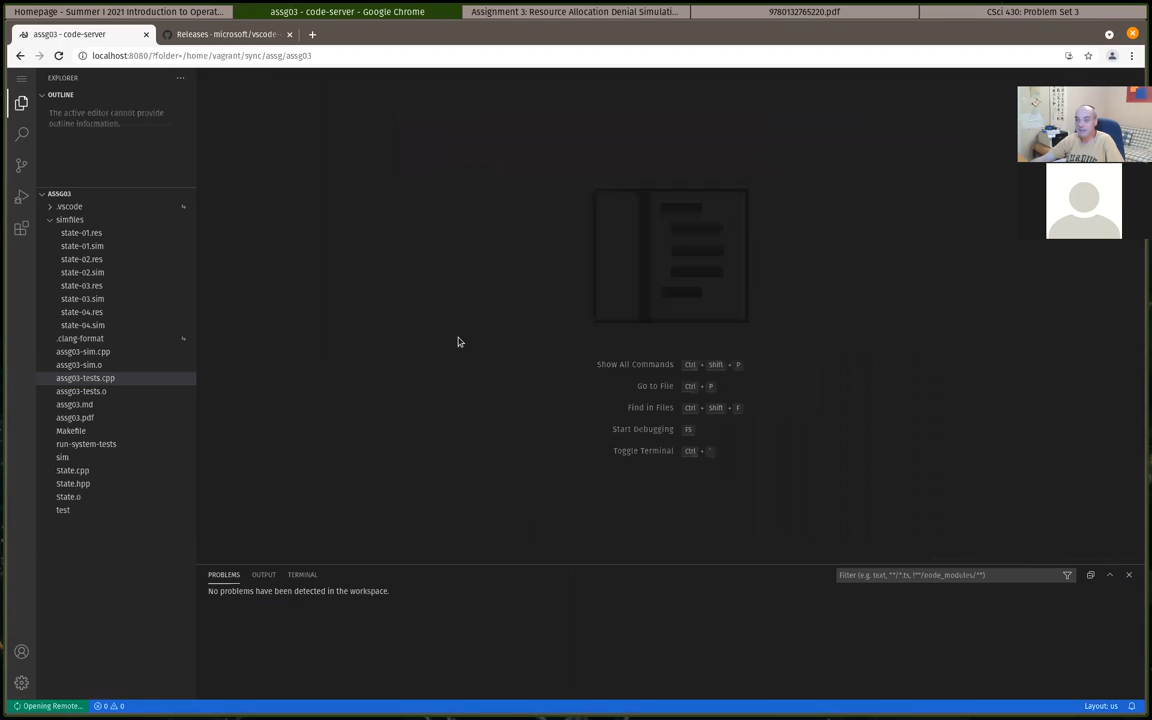 Homepage - Summer I 2021 Introduction to Operat...
assg03 - code-server - Google Chrome
Assignment 3: Resource Allocation Denial Simulati...
9780132765220.pdf
CSci 430: Problem Set 3
assg03 - code-server
Releases · microsoft/vscode-
localhost:8080/?folder=/home/vagrant/sync/assg/assg03
EXPLORER
OUTLINE
The active editor cannot provide
outline information.
ASSG03
.vscode
simfiles
state-01.res
state-01.sim
state-02.res
state-02.sim
state-03.res
state-03.sim
state-04.res
state-04.sim
.clang-format
assg03-sim.cpp
assg03-sim.o
assg03-tests.cpp
assg03-tests.o
assg03.md
assg03.pdf
Makefile
run-system-tests
sim
State.cpp
State.hpp
State.o
test
Show All Commands Ctrl + Shift + P
Go to File Ctrl + P
Find in Files Ctrl + Shift + F
Start Debugging F5
Toggle Terminal Ctrl + `
PROBLEMS
OUTPUT
TERMINAL
Filter (e.g. text, **/*.ts, !**/node_modules/**)
No problems have been detected in the workspace.
Opening Remote...
0 0
Layout: us